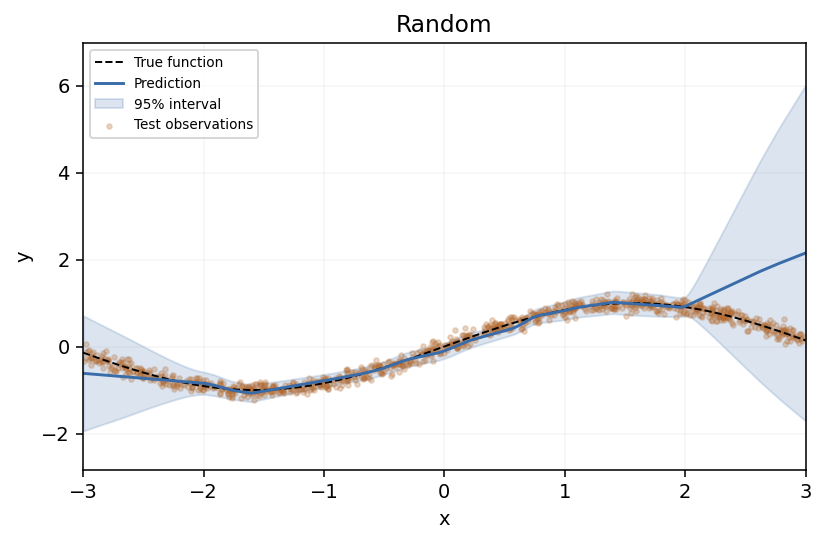 Random
True function
Prediction
95% interval
Test observations
6
4
2
0
−2
y
−3
−2
−1
0
1
2
3
x